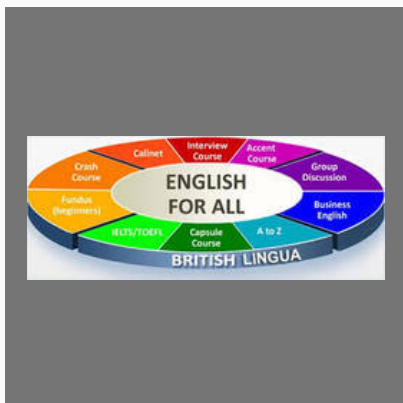 Interview
Course
Accent
Course
Callnet
Crash
Course
Group
Discussion
ENGLISH
FOR ALL
Fundus
(beginners)
Business
English
IELTS/TOEFL
Capsule
Course
A to Z
BRITISH LINGUA